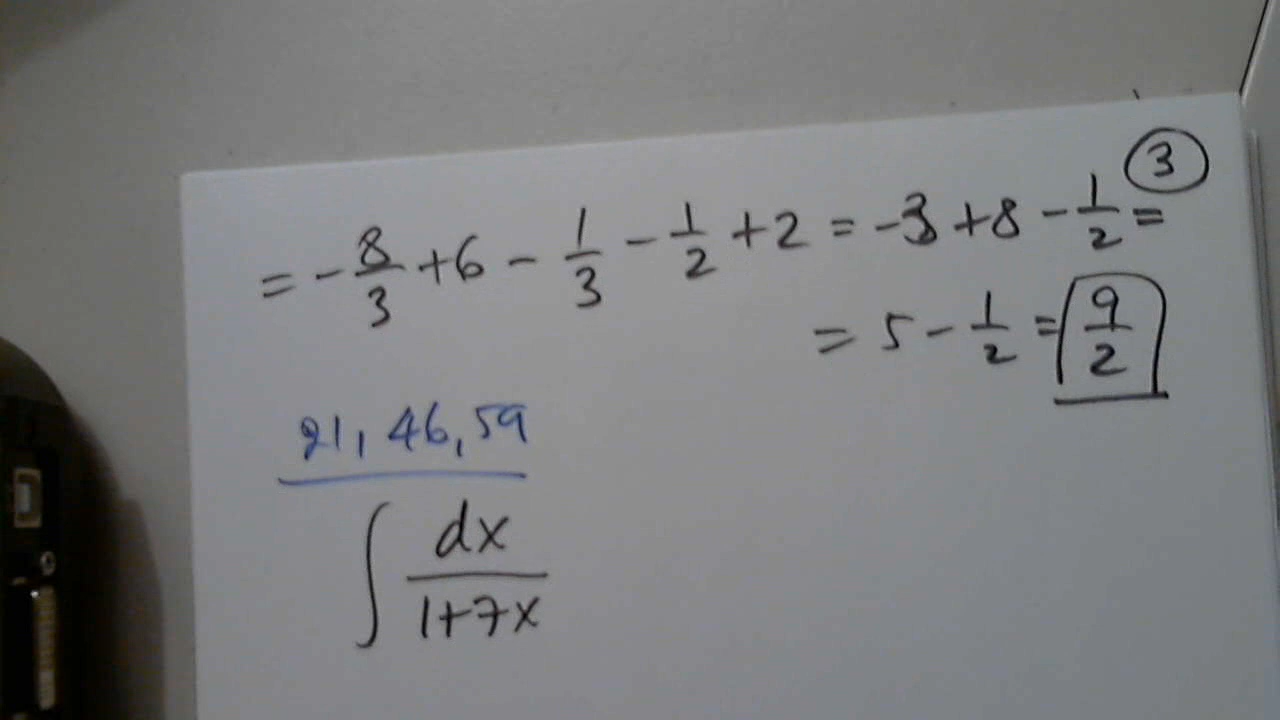 ③
= - 8/3 + 6 - 1/3 - 1/2 + 2 = -3 + 8 - 1/2 =
= 5 - 1/2 = 9/2
21, 46, 59
∫ dx/(1+7x)